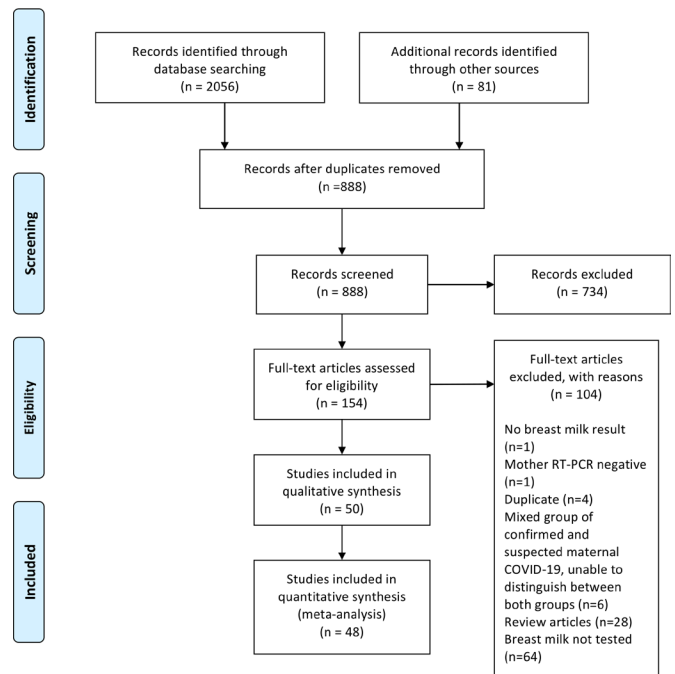 Identification
Records identified through
database searching
(n = 2056)
Additional records identified
through other sources
(n = 81)
Records after duplicates removed
(n =888)
Screening
Records screened
(n = 888)
Records excluded
(n = 734)
Eligibility
Full-text articles assessed
for eligibility
(n = 154)
Full-text articles
excluded, with reasons
(n = 104)
No breast milk result
(n=1)
Mother RT-PCR negative
(n=1)
Duplicate (n=4)
Mixed group of
confirmed and
suspected maternal
COVID-19, unable to
distinguish between
both groups (n=6)
Review articles (n=28)
Breast milk not tested
(n=64)
Studies included in
qualitative synthesis
(n = 50)
Included
Studies included in
quantitative synthesis
(meta-analysis)
(n = 48)